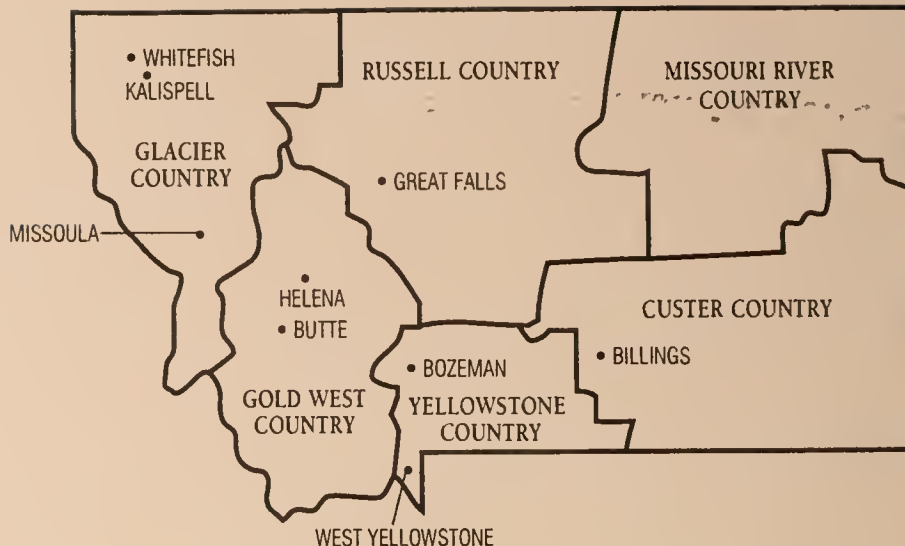 WHITEFISH
KALISPELL
RUSSELL COUNTRY
MISSOURI RIVER
COUNTRY
GLACIER
COUNTRY
GREAT FALLS
MISSOULA
HELENA
BUTTE
CUSTER COUNTRY
BOZEMAN
BILLINGS
GOLD WEST
COUNTRY
YELLOWSTONE
COUNTRY
WEST YELLOWSTONE